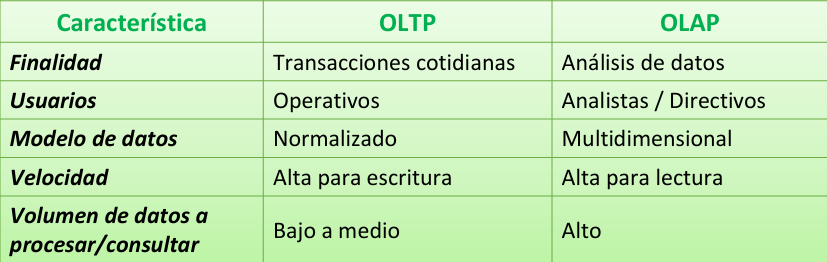 Característica OLTP OLAP
Finalidad Transacciones cotidianas Análisis de datos
Usuarios Operativos Analistas / Directivos
Modelo de datos Normalizado Multidimensional
Velocidad Alta para escritura Alta para lectura
Volumen de datos a
procesar/consultar Bajo a medio Alto